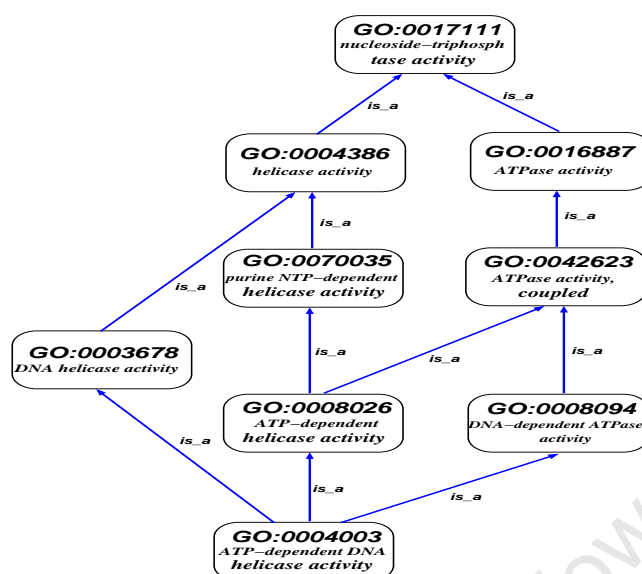 GO:0017111
nucleoside-triphosph
tase activity
is_a
is_a
GO:0004386
helicase activity
GO:0016887
ATPase activity
is_a
is_a
GO:0070035
purine NTP-dependent
helicase activity
GO:0042623
ATPase activity,
coupled
is_a
GO:0003678
DNA helicase activity
is_a
is_a
is_a
GO:0008026
ATP-dependent
helicase activity
GO:0008094
DNA-dependent ATPase
activity
is_a
is_a
is_a
GO:0004003
ATP-dependent DNA
helicase activity